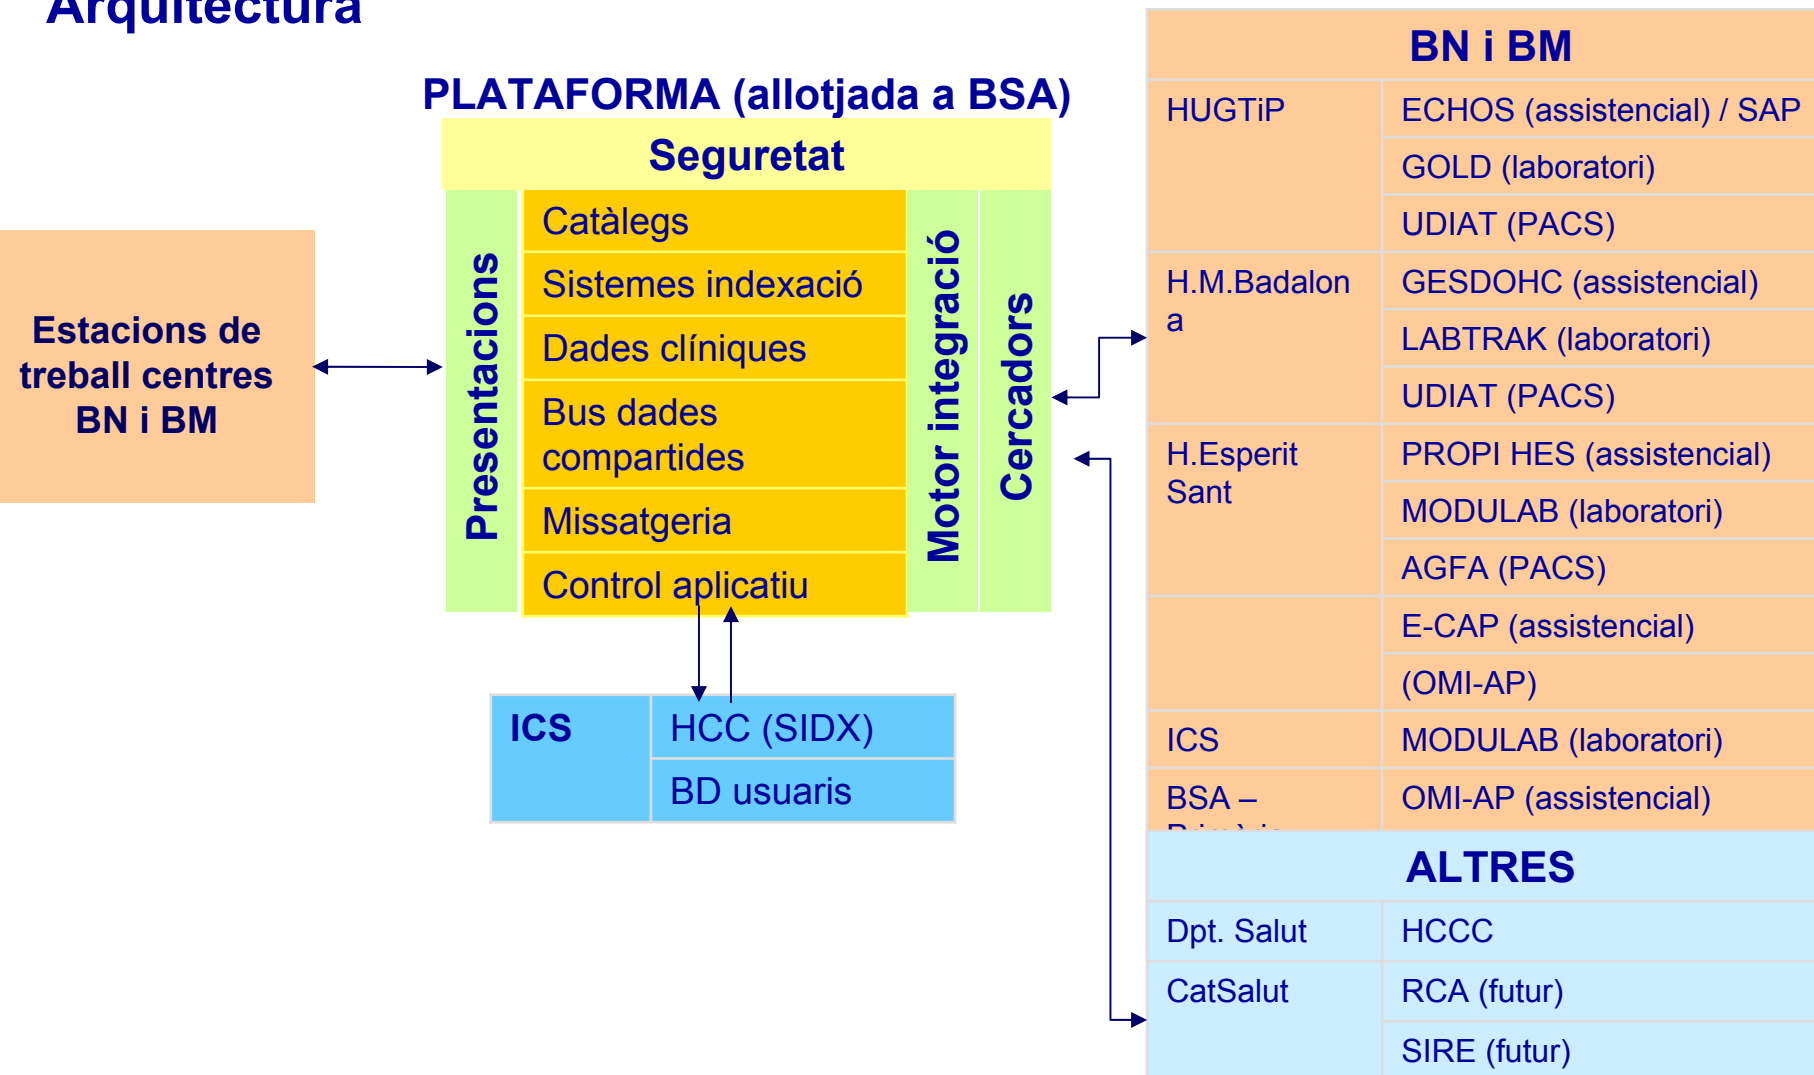 Arquitectura
PLATAFORMA (allotjada a BSA)
Seguretat
Presentacions
Catàlegs
Sistemes indexació
Dades clíniques
Bus dades
compartides
Missatgeria
Control aplicatiu
Motor integració
Cercadors
Estacions de
treball centres
BN i BM
ICS
HCC (SIDX)
BD usuaris
BN i BM
HUGTiP
ECHOS (assistencial) / SAP
GOLD (laboratori)
UDIAT (PACS)
H.M.Badalon
a
GESDOHC (assistencial)
LABTRAK (laboratori)
UDIAT (PACS)
H.Esperit
Sant
PROPI HES (assistencial)
MODULAB (laboratori)
AGFA (PACS)
E-CAP (assistencial)
(OMI-AP)
ICS
MODULAB (laboratori)
BSA –
Primària
OMI-AP (assistencial)
ALTRES
Dpt. Salut
HCCC
CatSalut
RCA (futur)
SIRE (futur)